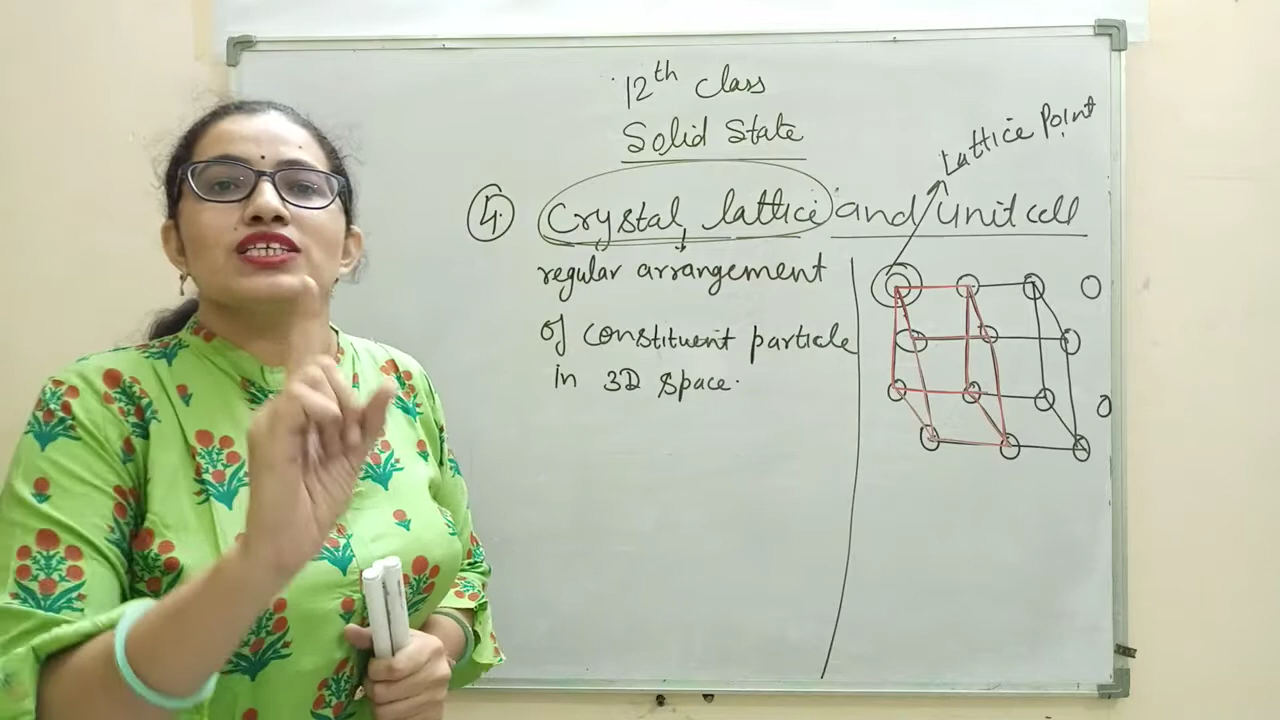 12th class
Solid State
4. Crystal lattice and unit cell
regular arrangement
of constituent particle
in 3D space.
Lattice Point